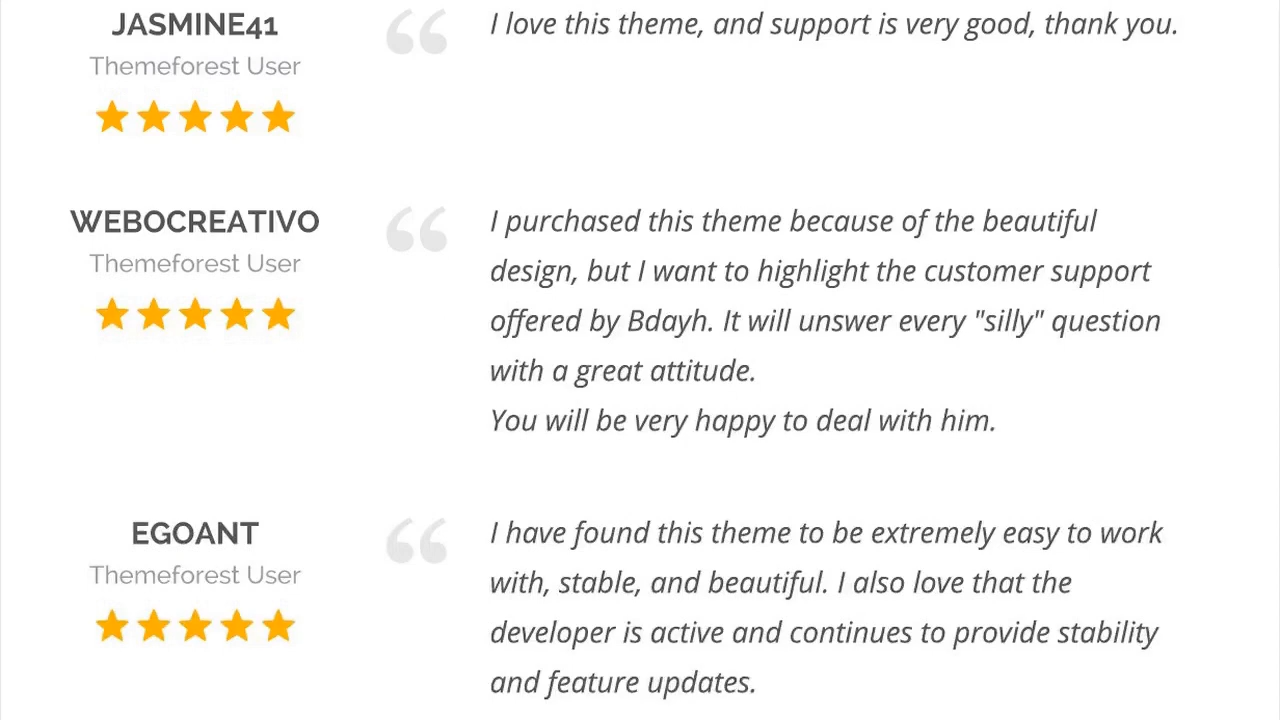 JASMINE41
Themeforest User
I love this theme, and support is very good, thank you.
WEBOCREATIVO
Themeforest User
I purchased this theme because of the beautiful
design, but I want to highlight the customer support
offered by Bdayh. It will unswer every "silly" question
with a great attitude.
You will be very happy to deal with him.
EGOANT
Themeforest User
I have found this theme to be extremely easy to work
with, stable, and beautiful. I also love that the
developer is active and continues to provide stability
and feature updates.